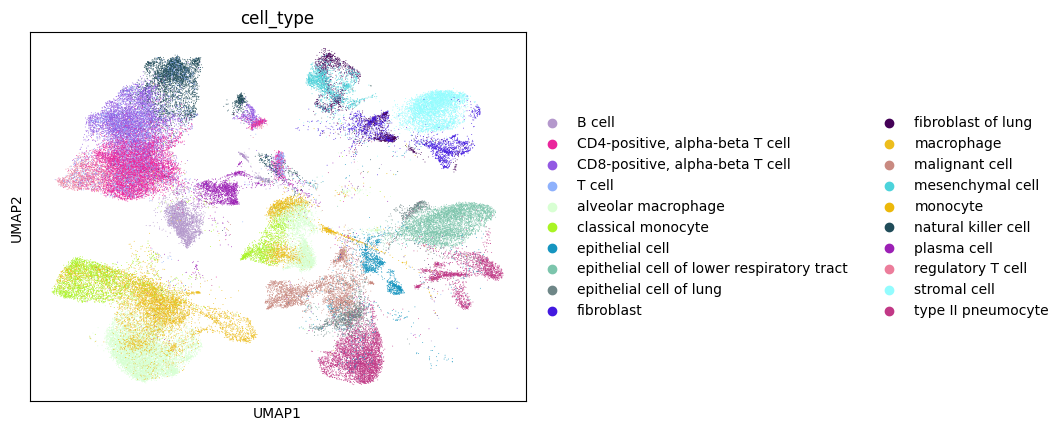 cell_type
UMAP2
UMAP1
B cell
CD4-positive, alpha-beta T cell
CD8-positive, alpha-beta T cell
T cell
alveolar macrophage
classical monocyte
epithelial cell
epithelial cell of lower respiratory tract
epithelial cell of lung
fibroblast
fibroblast of lung
macrophage
malignant cell
mesenchymal cell
monocyte
natural killer cell
plasma cell
regulatory T cell
stromal cell
type II pneumocyte